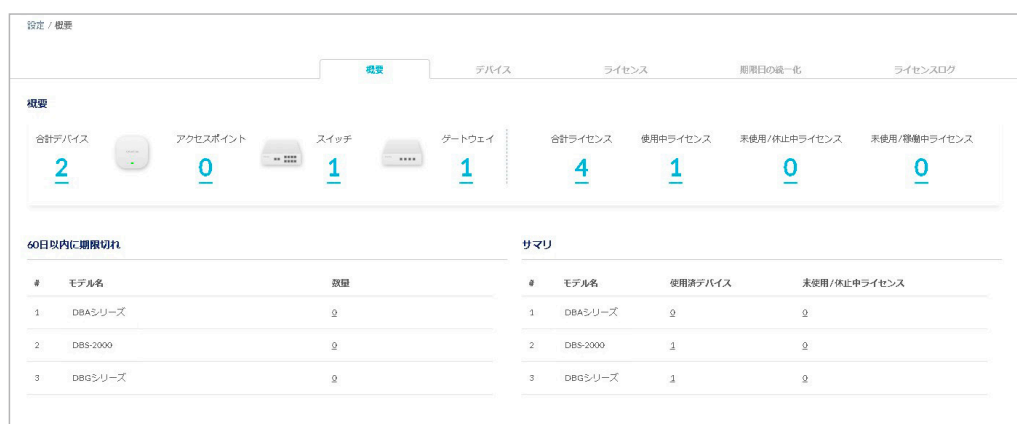 設定 / 概要
概要 デバイス ライセンス 期限日の統一化 ライセンスログ
概要
合計デバイス アクセスポイント スイッチ ゲートウェイ 合計ライセンス 使用中ライセンス 未使用/休止中ライセンス 未使用/稼働中ライセンス
2 0 1 1 4 1 0 0
60日以内に期限切れ サマリ
# モデル名 数量 # モデル名 使用済デバイス 未使用/休止中ライセンス
1 DBAシリーズ 0 1 DBAシリーズ 0 0
2 DBS-2000 0 2 DBS-2000 1 0
3 DBGシリーズ 0 3 DBGシリーズ 1 0